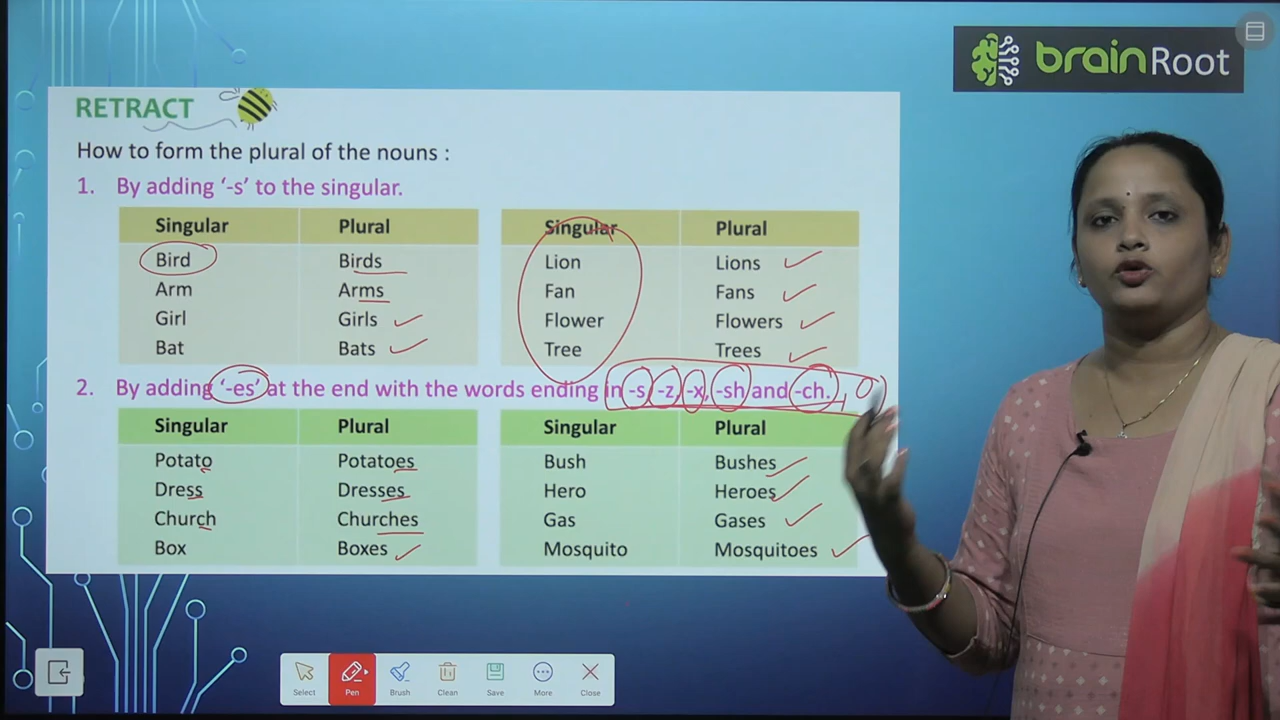 brainRoot
RETRACT
How to form the plural of the nouns :
1. By adding ‘-s’ to the singular.
Singular Plural Singular Plural
Bird Birds Lion Lions
Arm Arms Fan Fans
Girl Girls Flower Flowers
Bat Bats Tree Trees
2. By adding ‘-es’ at the end with the words ending in -s, -z, -x, -sh and -ch. , o
Singular Plural Singular Plural
Potato Potatoes Bush Bushes
Dress Dresses Hero Heroes
Church Churches Gas Gases
Box Boxes Mosquito Mosquitoes
Select Pen Brush Clean Save More Close